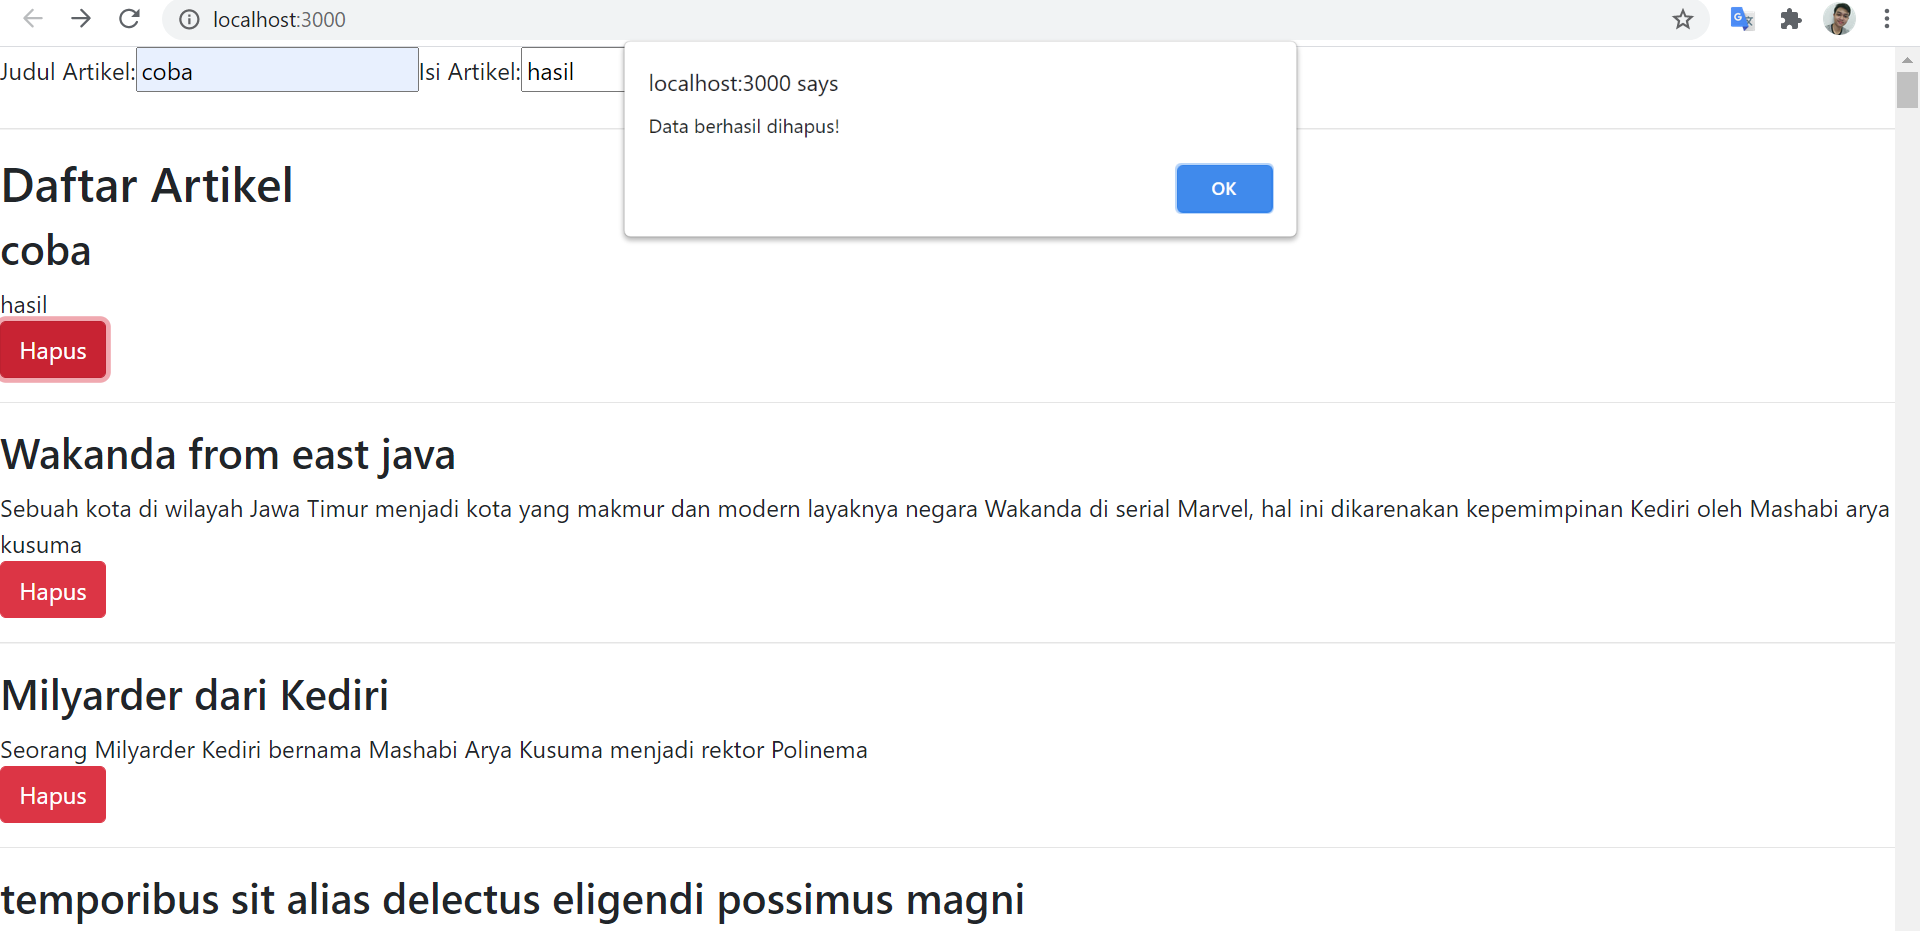 localhost:3000
Judul Artikel: coba Isi Artikel: hasil
localhost:3000 says
Data berhasil dihapus!
OK
Daftar Artikel
coba
hasil
Hapus
Wakanda from east java
Sebuah kota di wilayah Jawa Timur menjadi kota yang makmur dan modern layaknya negara Wakanda di serial Marvel, hal ini dikarenakan kepemimpinan Kediri oleh Mashabi arya
kusuma
Hapus
Milyarder dari Kediri
Seorang Milyarder Kediri bernama Mashabi Arya Kusuma menjadi rektor Polinema
Hapus
temporibus sit alias delectus eligendi possimus magni